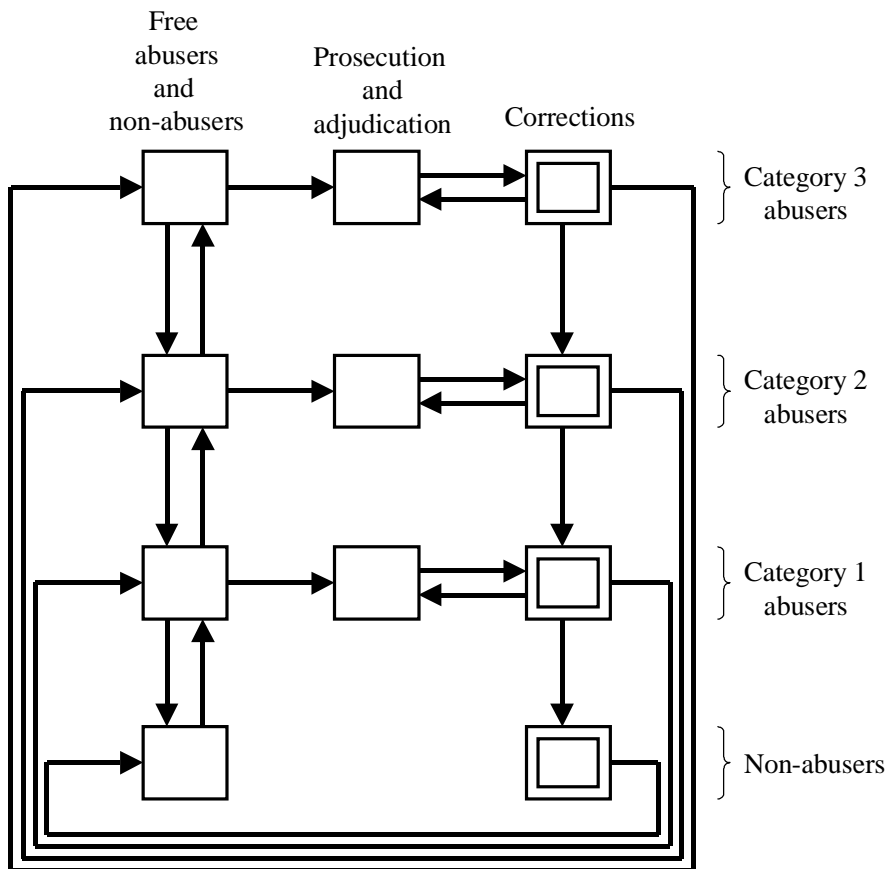 Free
abusers
and
non-abusers
Prosecution
and
adjudication
Corrections
Category 3
abusers
Category 2
abusers
Category 1
abusers
Non-abusers